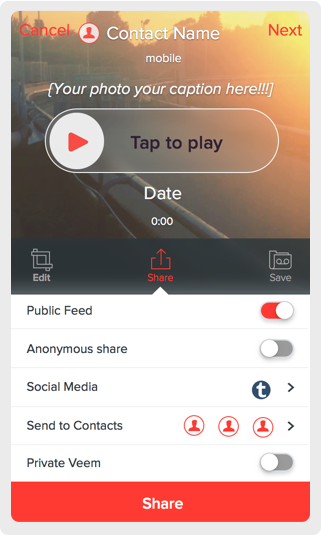 Cancel Contact Name Next
mobile
{Your photo your caption here!!!]
Tap to play
Date
0:00
Edit Share Save
Public Feed
Anonymous share
Social Media t
Send to Contacts
Private Veem
Share